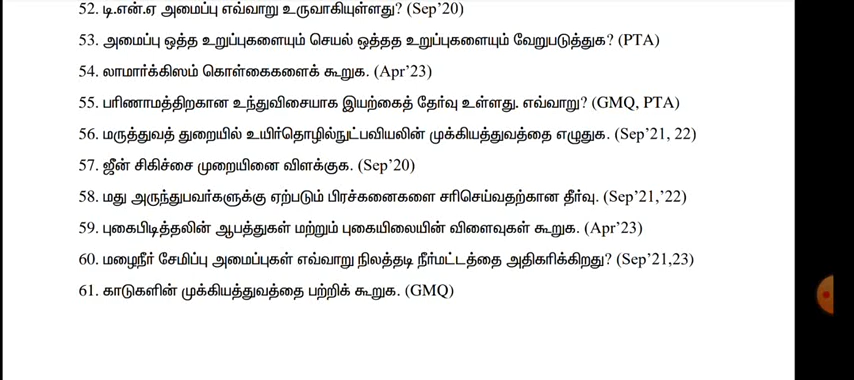 52. டி.என்.ஏ அமைப்பு எவ்வாறு உருவாகியுள்ளது? (Sep’20)
53. அமைப்பு ஒத்த உறுப்புகளையும் செயல் ஒத்தத உறுப்புகளையும் வேறுபடுத்துக? (PTA)
54. லாமார்க்கிஸம் கொள்கைகளைக் கூறுக. (Apr’23)
55. பரிணாமத்திற்கான உந்துவிசையாக இயற்கைத் தேர்வு உள்ளது. எவ்வாறு? (GMQ, PTA)
56. மருத்துவத் துறையில் உயிர்தொழில்நுட்பவியலின் முக்கியத்துவத்தை எழுதுக. (Sep’21, 22)
57. ஜீன் சிகிச்சை முறையினை விளக்குக. (Sep’20)
58. மது அருந்துபவர்களுக்கு ஏற்படும் பிரச்கனைகளை சரிசெய்வதற்கான தீர்வு. (Sep’21,’22)
59. புகைபிடித்தலின் ஆபத்துகள் மற்றும் புகையிலையின் விளைவுகள் கூறுக. (Apr’23)
60. மழைநீர் சேமிப்பு அமைப்புகள் எவ்வாறு நிலத்தடி நீர்மட்டத்தை அதிகரிக்கிறது? (Sep’21,23)
61. காடுகளின் முக்கியத்துவத்தை பற்றிக் கூறுக. (GMQ)